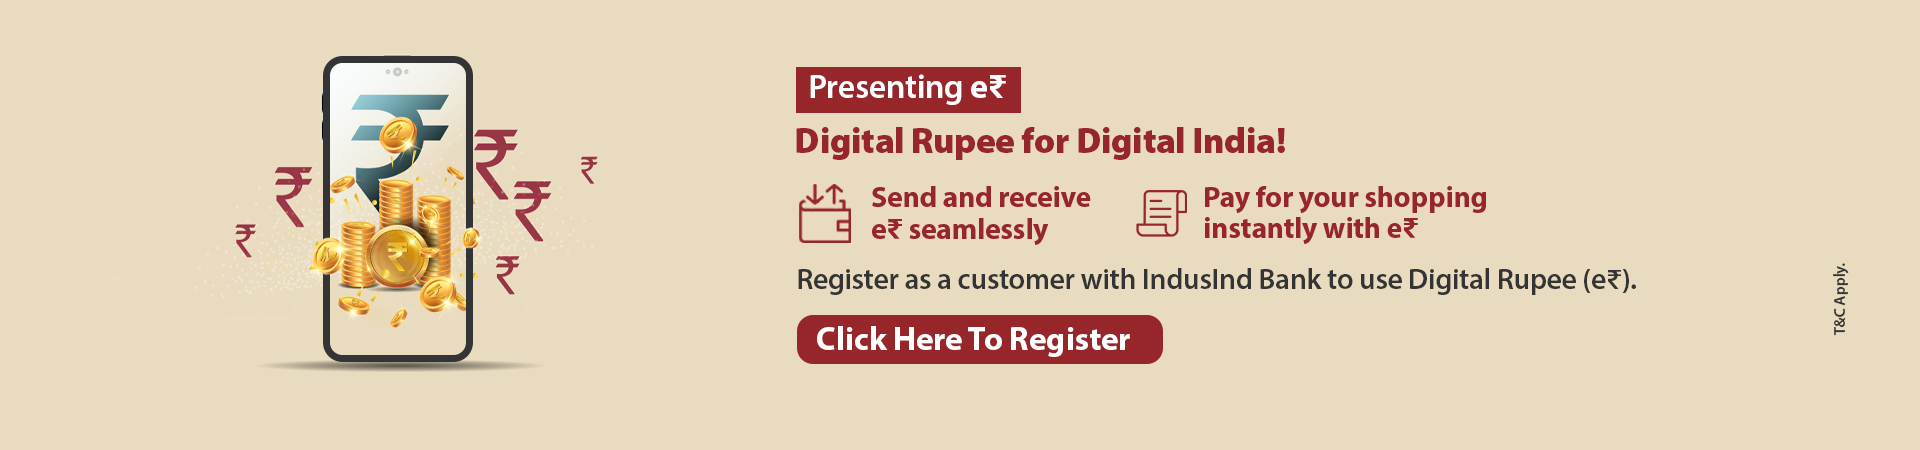 Presenting e₹
Digital Rupee for Digital India!
Send and receive
e₹ seamlessly
Pay for your shopping
instantly with e₹
Register as a customer with IndusInd Bank to use Digital Rupee (e₹).
Click Here To Register
T&C Apply.